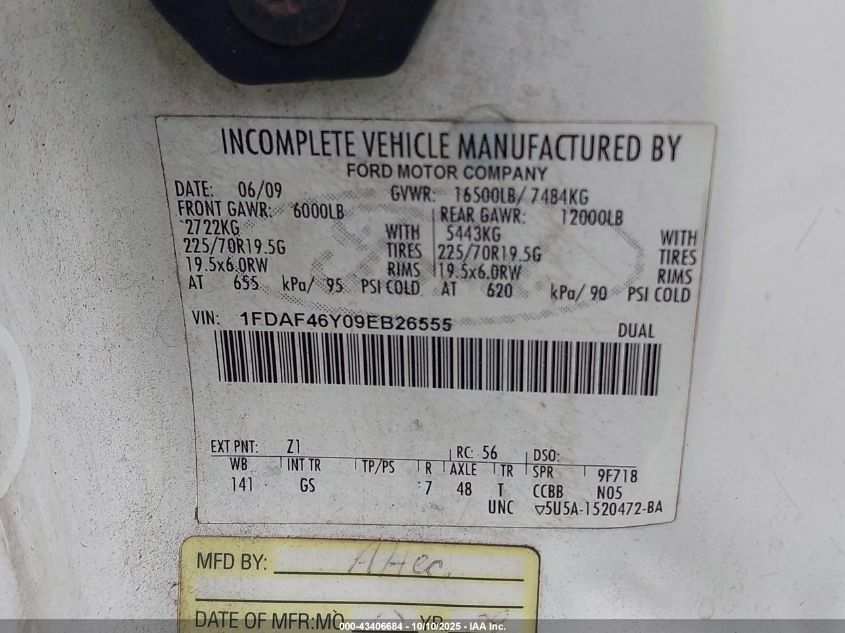 INCOMPLETE VEHICLE MANUFACTURED BY
FORD MOTOR COMPANY
DATE: 06/09 GVWR: 16500LB/ 7484KG
FRONT GAWR: 6000LB REAR GAWR: 12000LB
2722KG WITH 5443KG WITH
225/70R19.5G TIRES 225/70R19.5G TIRES
19.5x6.0RW RIMS 19.5x6.0RW RIMS
AT 655 kPa/ 95 PSI COLD AT 620 kPa/ 90 PSI COLD
VIN: 1FDAF46Y09EB26555 DUAL
EXT PNT: Z1 RC: 56 DSO:
WB INT TR TP/PS R AXLE TR SPR 9F718
141 GS 7 48 T CCBB N05
UNC ▽5U5A-1520472-BA
MFD BY:
DATE OF MFR:MO YR
000-43406684 - 10/10/2025 - IAA Inc.